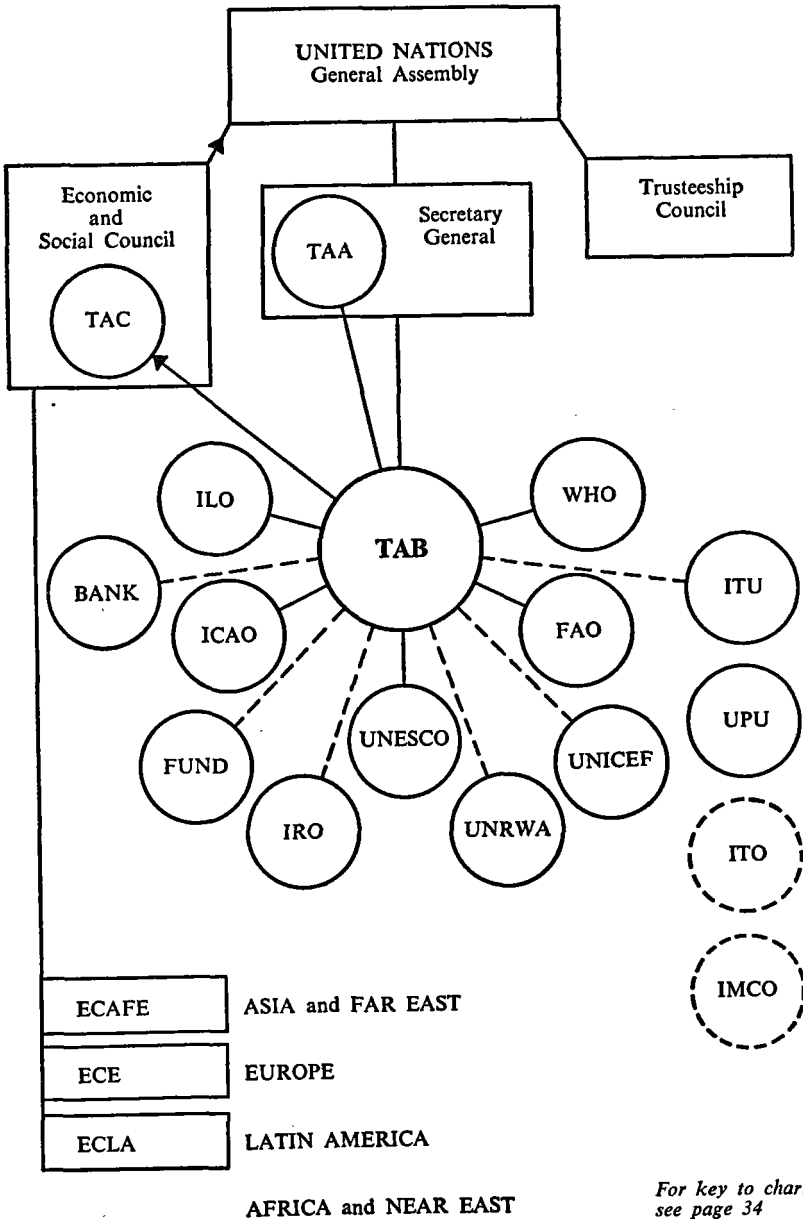 UNITED NATIONS
General Assembly
Economic
and
Social Council
TAC
TAA
Secretary
General
Trusteeship
Council
ILO
WHO
TAB
BANK
ITU
ICAO
FAO
FUND
UNESCO
UNICEF
UPU
IRO
UNRWA
ITO
IMCO
ECAFE
ASIA and FAR EAST
ECE
EUROPE
ECLA
LATIN AMERICA
AFRICA and NEAR EAST
For key to char
see page 34